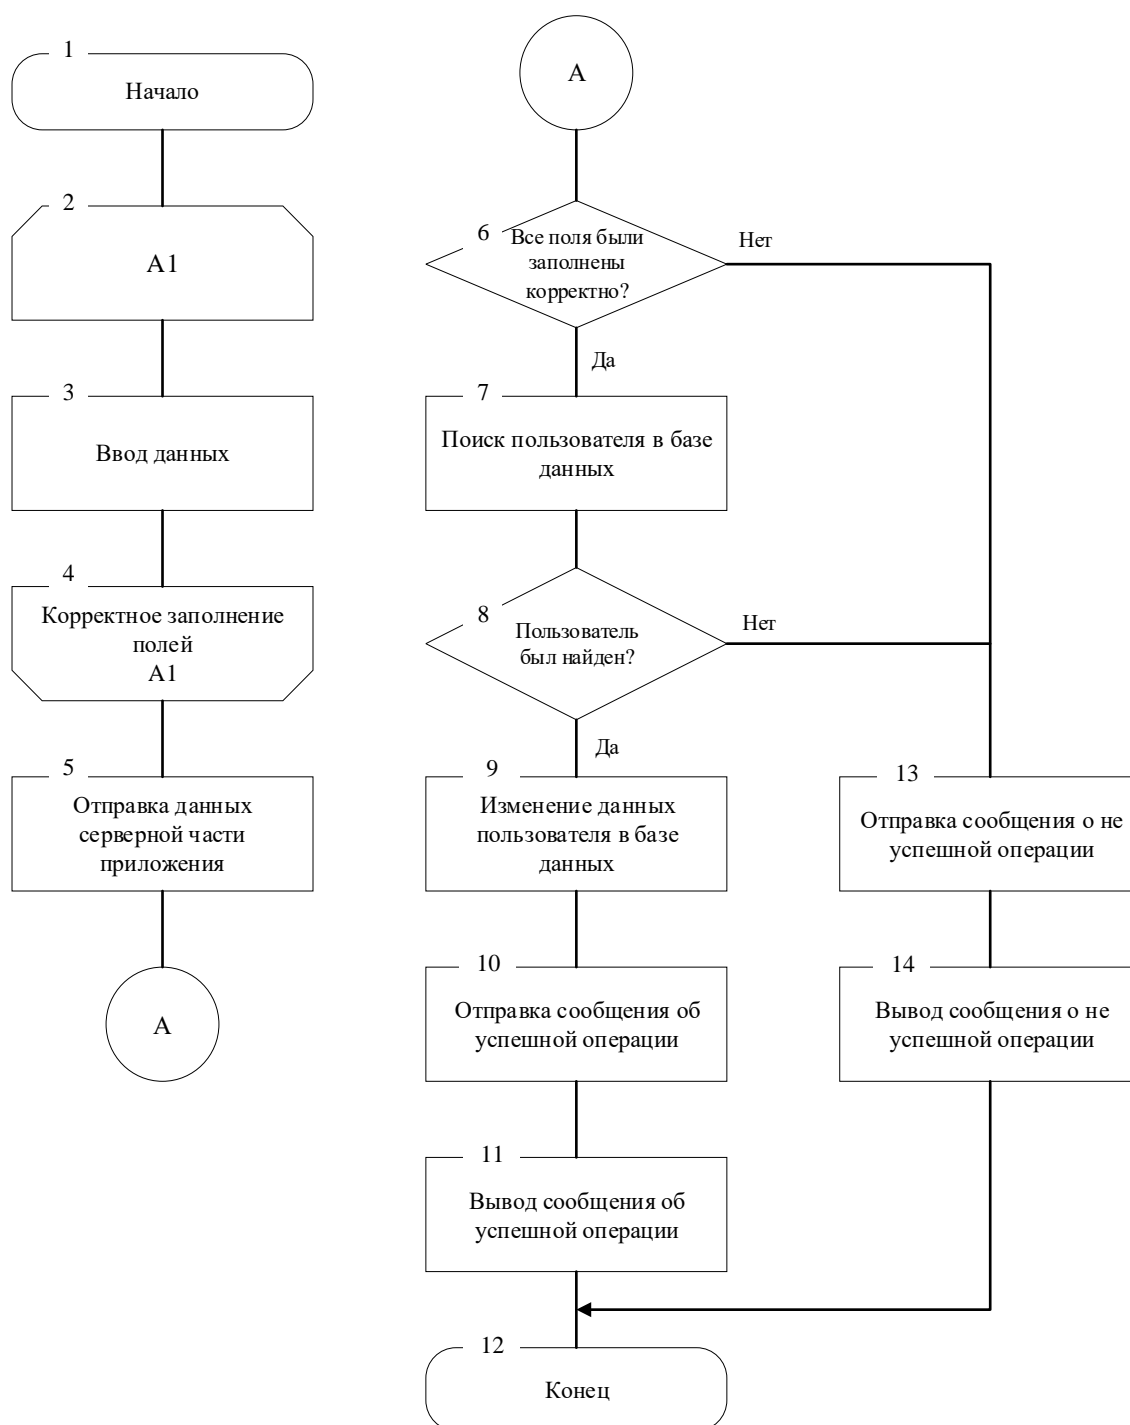 1
Начало
2
А1
3
Ввод данных
4
Корректное заполнение
полей
А1
5
Отправка данных
серверной части
приложения
А
А
6
Все поля были
заполнены
корректно?
Нет
Да
7
Поиск пользователя в базе
данных
8
Пользователь
был найден?
Нет
Да
9
Изменение данных
пользователя в базе
данных
10
Отправка сообщения об
успешной операции
11
Вывод сообщения об
успешной операции
12
Конец
13
Отправка сообщения о не
успешной операции
14
Вывод сообщения о не
успешной операции